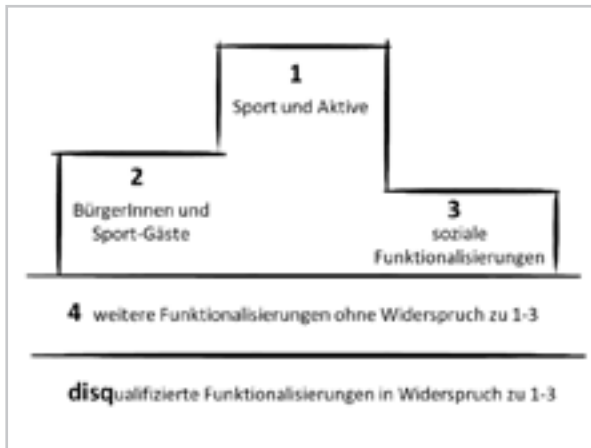 1
Sport und Aktive
2
BürgerInnen und
Sport-Gäste
3
soziale
Funktionalisierungen
4 weitere Funktionalisierungen ohne Widerspruch zu 1-3
disqualifizierte Funktionalisierungen in Widerspruch zu 1-3